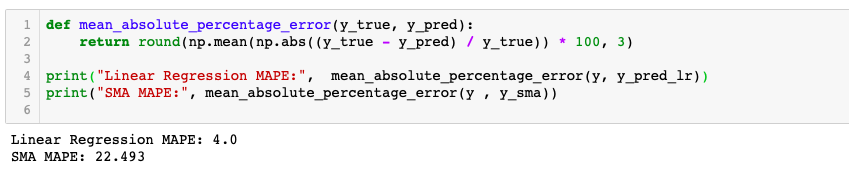 1 def mean_absolute_percentage_error(y_true, y_pred):
2     return round(np.mean(np.abs((y_true - y_pred) / y_true)) * 100, 3)
3
4 print("Linear Regression MAPE:",  mean_absolute_percentage_error(y, y_pred_lr))
5 print("SMA MAPE:", mean_absolute_percentage_error(y , y_sma))
6
Linear Regression MAPE: 4.0
SMA MAPE: 22.493